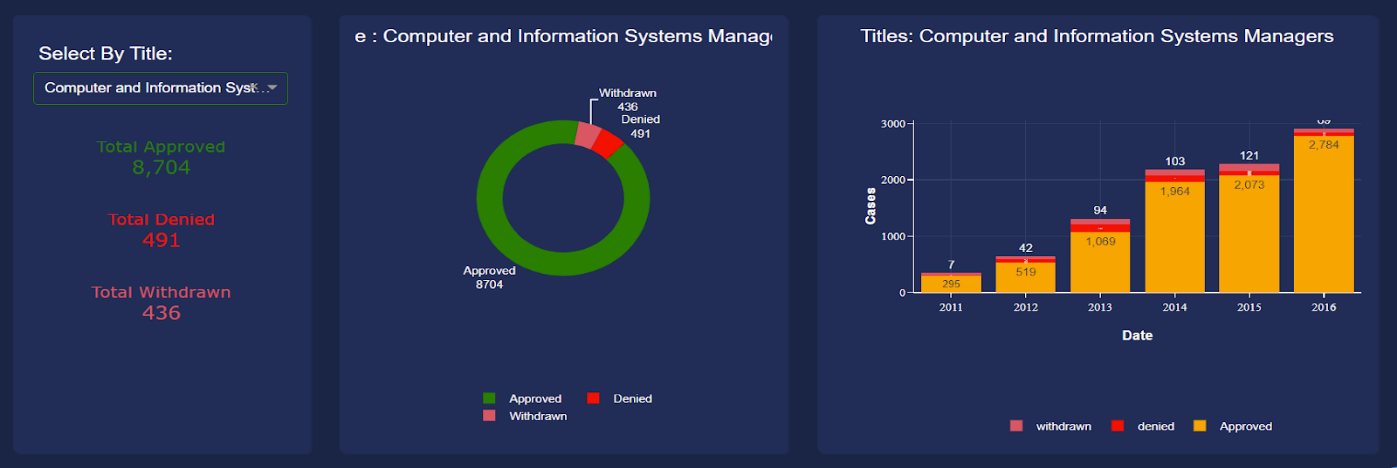 Select By Title:
Computer and Information Syst...
Total Approved
8,704
Total Denied
491
Total Withdrawn
436
e : Computer and Information Systems Manag
Withdrawn
436
Denied
491
Approved
8704
Approved
Denied
Withdrawn
Titles: Computer and Information Systems Managers
Cases
3000
2000
1000
0
7
295
42
519
94
1,069
103
1,964
121
2,073
2,784
2011
2012
2013
2014
2015
2016
Date
withdrawn
denied
Approved